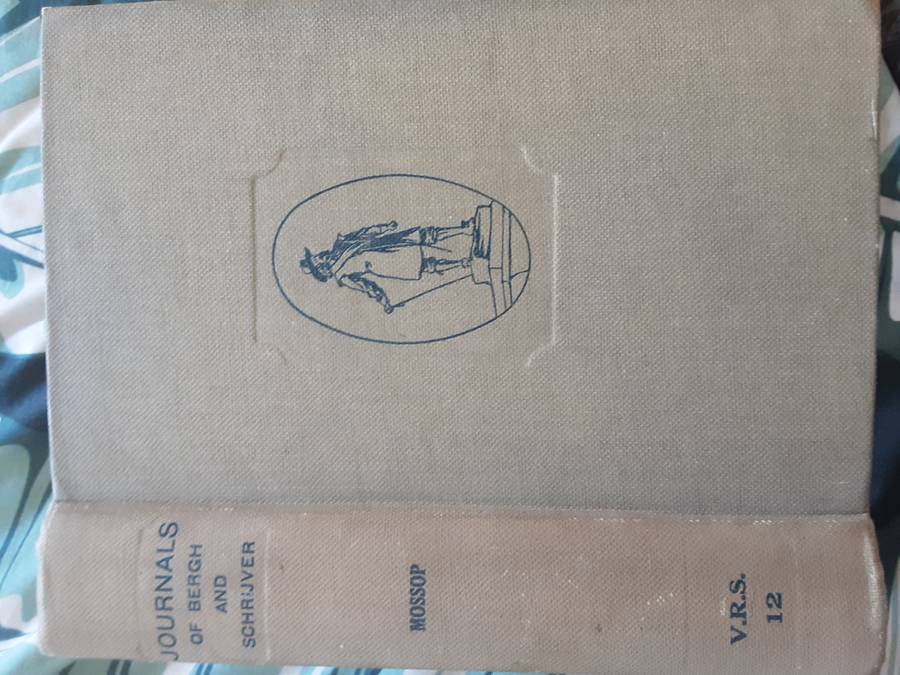 JOURNALS
OF BERGH
AND
SCHRIJVER
MOSSOP
V.R.S.
12